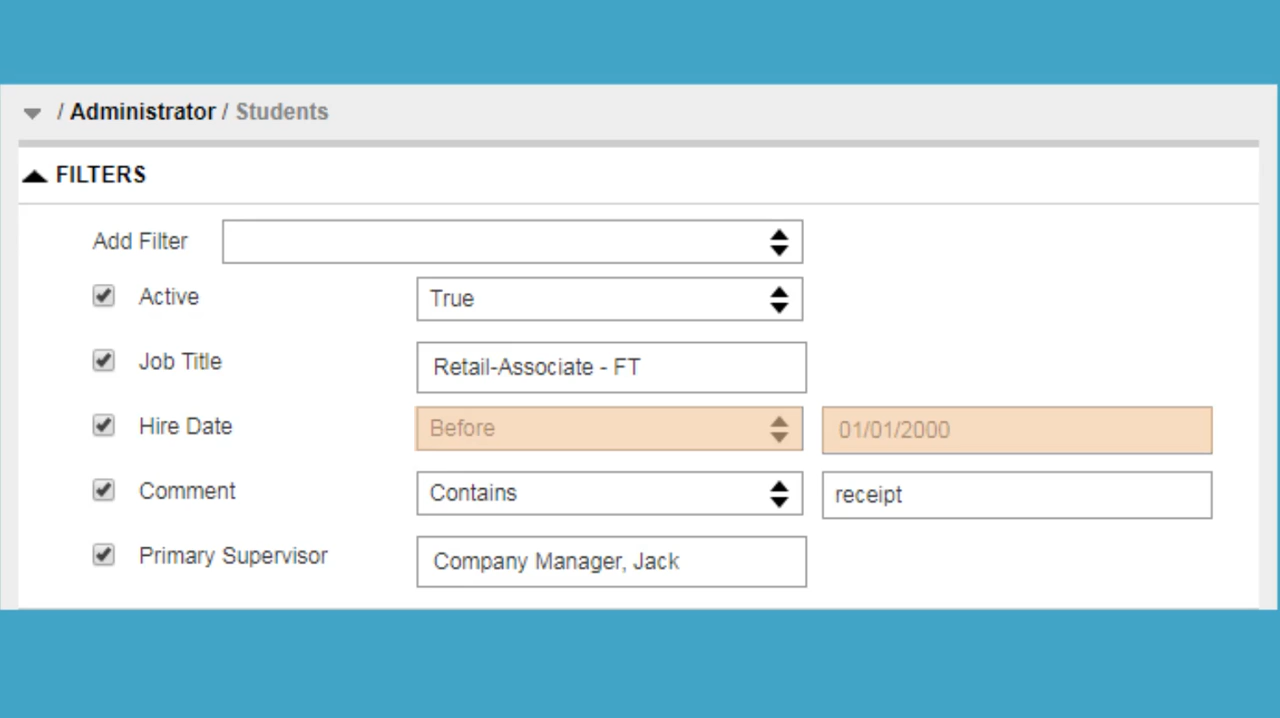 / Administrator / Students
FILTERS
Add Filter
Active True
Job Title Retail-Associate - FT
Hire Date Before 01/01/2000
Comment Contains receipt
Primary Supervisor Company Manager, Jack